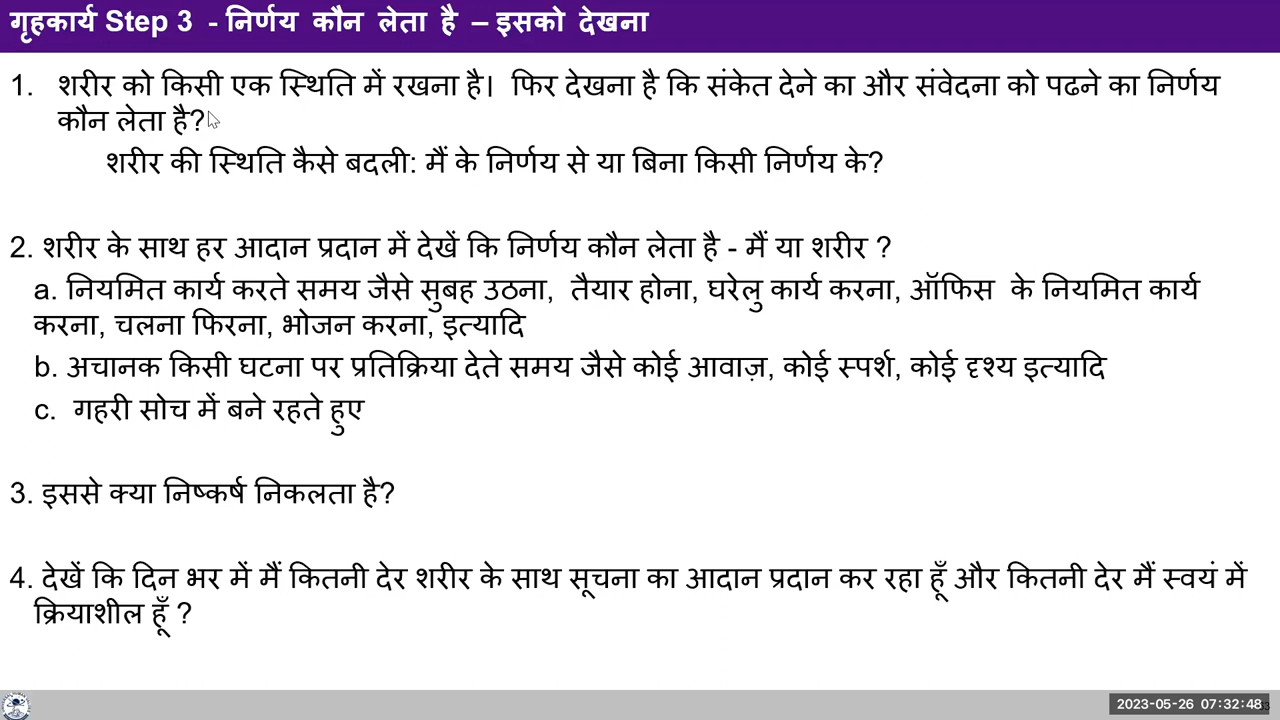 गृहकार्य Step 3 - निर्णय कौन लेता है – इसको देखना
1. शरीर को किसी एक स्थिति में रखना है। फिर देखना है कि संकेत देने का और संवेदना को पढने का निर्णय
कौन लेता है?
शरीर की स्थिति कैसे बदली: मैं के निर्णय से या बिना किसी निर्णय के?
2. शरीर के साथ हर आदान प्रदान में देखें कि निर्णय कौन लेता है - मैं या शरीर ?
a. नियमित कार्य करते समय जैसे सुबह उठना, तैयार होना, घरेलु कार्य करना, ऑफिस के नियमित कार्य
करना, चलना फिरना, भोजन करना, इत्यादि
b. अचानक किसी घटना पर प्रतिक्रिया देते समय जैसे कोई आवाज़, कोई स्पर्श, कोई दृश्य इत्यादि
c. गहरी सोच में बने रहते हुए
3. इससे क्या निष्कर्ष निकलता है?
4. देखें कि दिन भर में मैं कितनी देर शरीर के साथ सूचना का आदान प्रदान कर रहा हूँ और कितनी देर मैं स्वयं में
क्रियाशील हूँ ?
2023-05-26 07:32:48